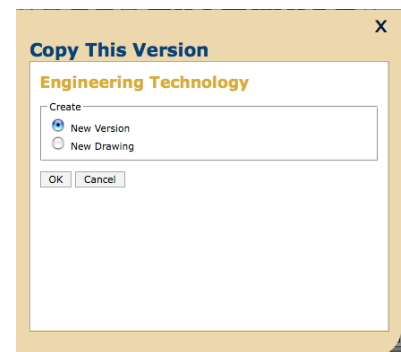 X
Copy This Version
Engineering Technology
Create
New Version
New Drawing
OK Cancel